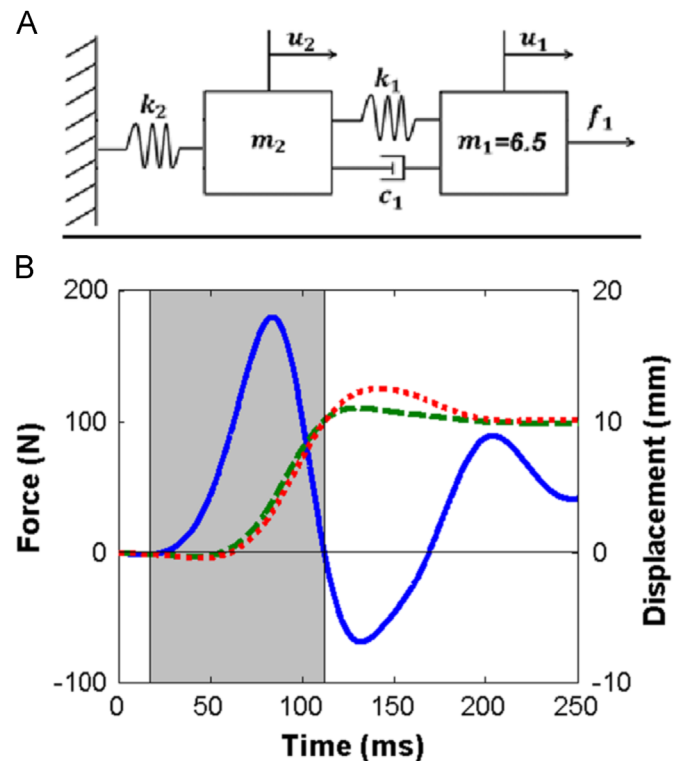 A
u₂ u₁
k₂ k₁
m₂ m₁=6.5 f₁
c₁
B
200 20
100 10
0 0
-100 -10
Force (N)
Displacement (mm)
0 50 100 150 200 250
Time (ms)